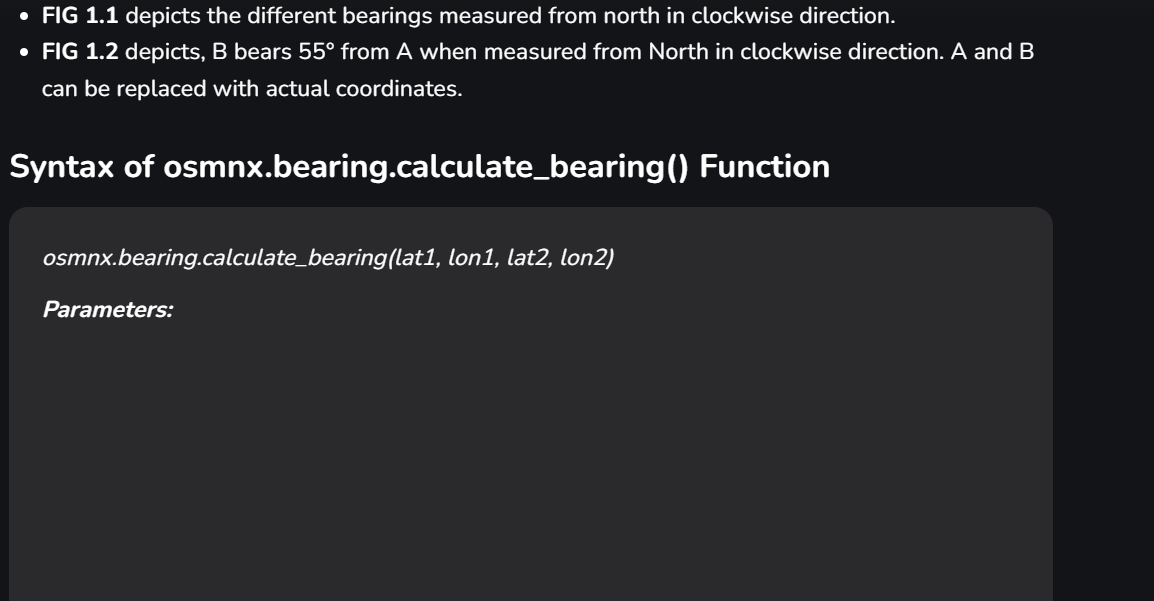 • FIG 1.1 depicts the different bearings measured from north in clockwise direction.
• FIG 1.2 depicts, B bears 55° from A when measured from North in clockwise direction. A and B
can be replaced with actual coordinates.
Syntax of osmnx.bearing.calculate_bearing() Function
osmnx.bearing.calculate_bearing(lat1, lon1, lat2, lon2)
Parameters: